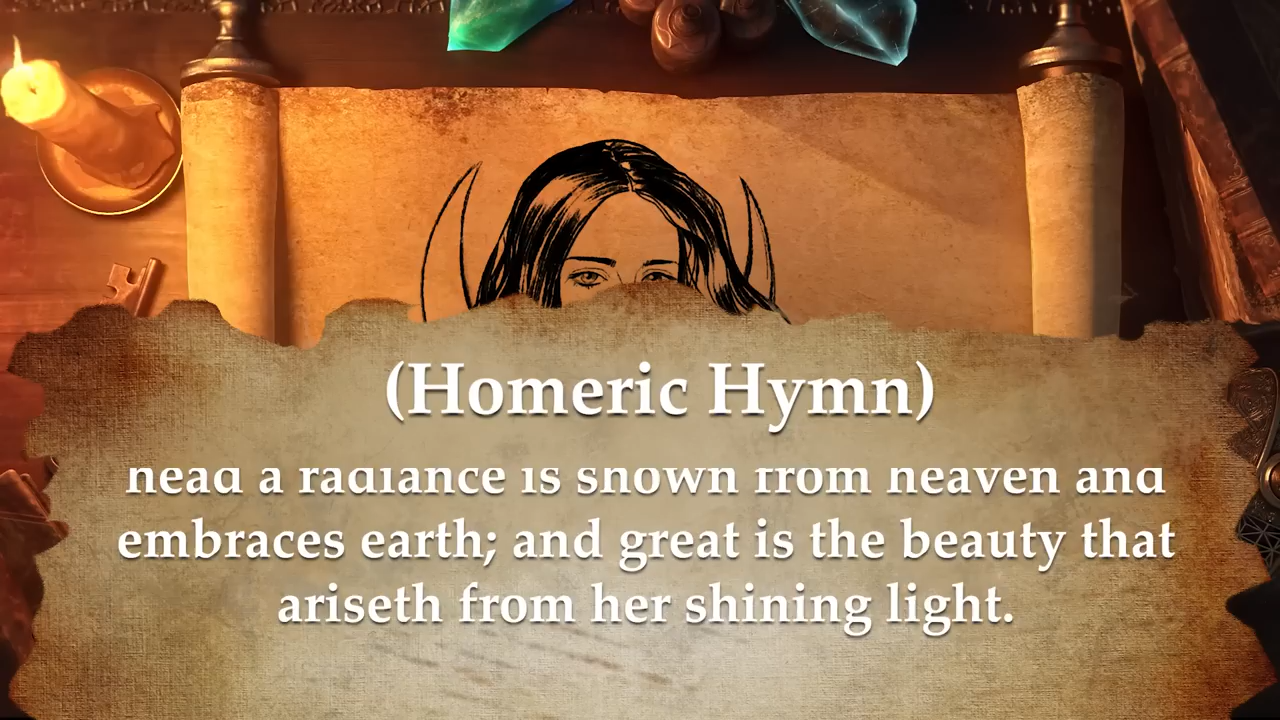 (Homeric Hymn)
head a radiance is shown from heaven and
embraces earth; and great is the beauty that
ariseth from her shining light.